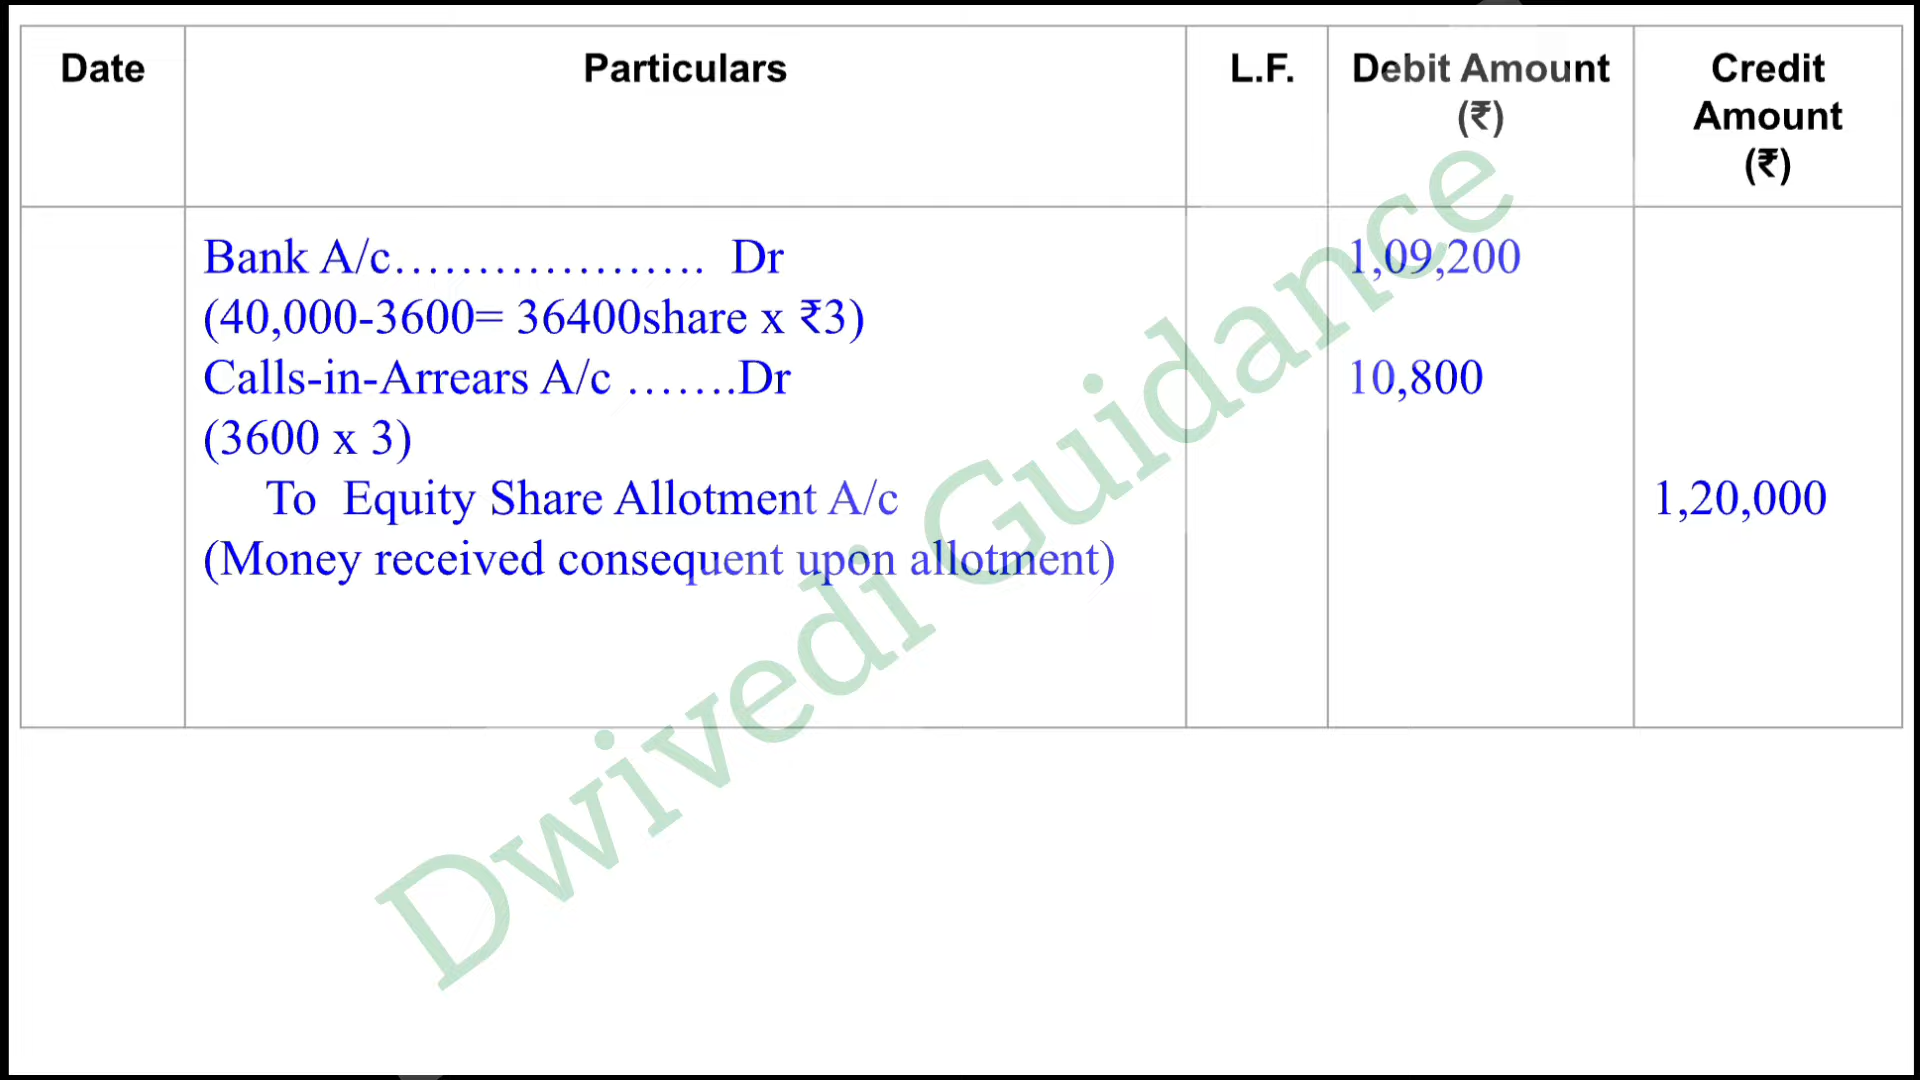 Date Particulars L.F. Debit Amount (₹) Credit Amount (₹)
Bank A/c………………. Dr 1,09,200
(40,000-3600= 36400share x ₹3)
Calls-in-Arrears A/c …….Dr 10,800
(3600 x 3)
To Equity Share Allotment A/c 1,20,000
(Money received consequent upon allotment)
Dwivedi Guidance